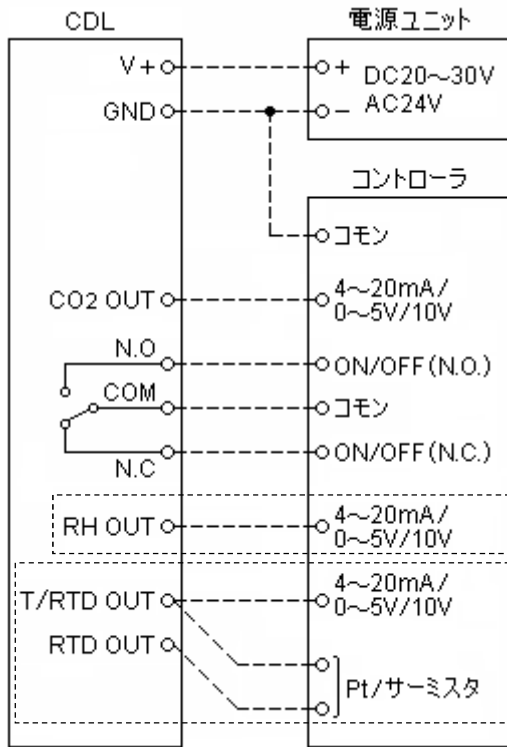 CDL
電源ユニット
V+
+
DC20～30V
GND
−
AC24V
コントローラ
コモン
CO2 OUT
4～20mA/
0～5V/10V
N.O
ON/OFF(N.O.)
COM
コモン
N.C
ON/OFF(N.C.)
RH OUT
4～20mA/
0～5V/10V
T/RTD OUT
4～20mA/
0～5V/10V
RTD OUT
Pt/サーミスタ